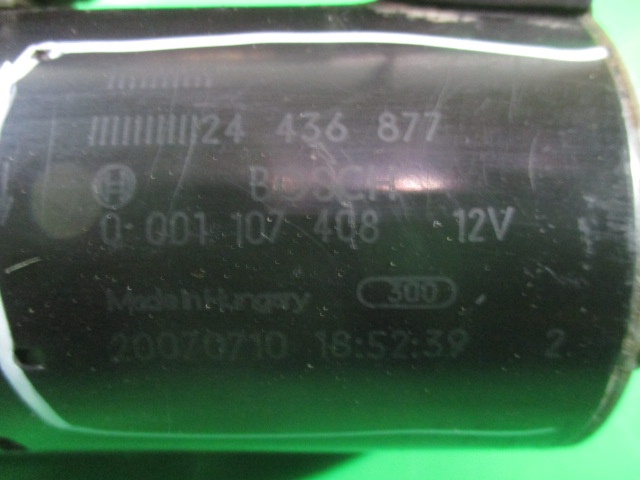 24 436 877
BOSCH
0 001 107 408 12V
Made in Hungary 300
20070710 18:52:39 2